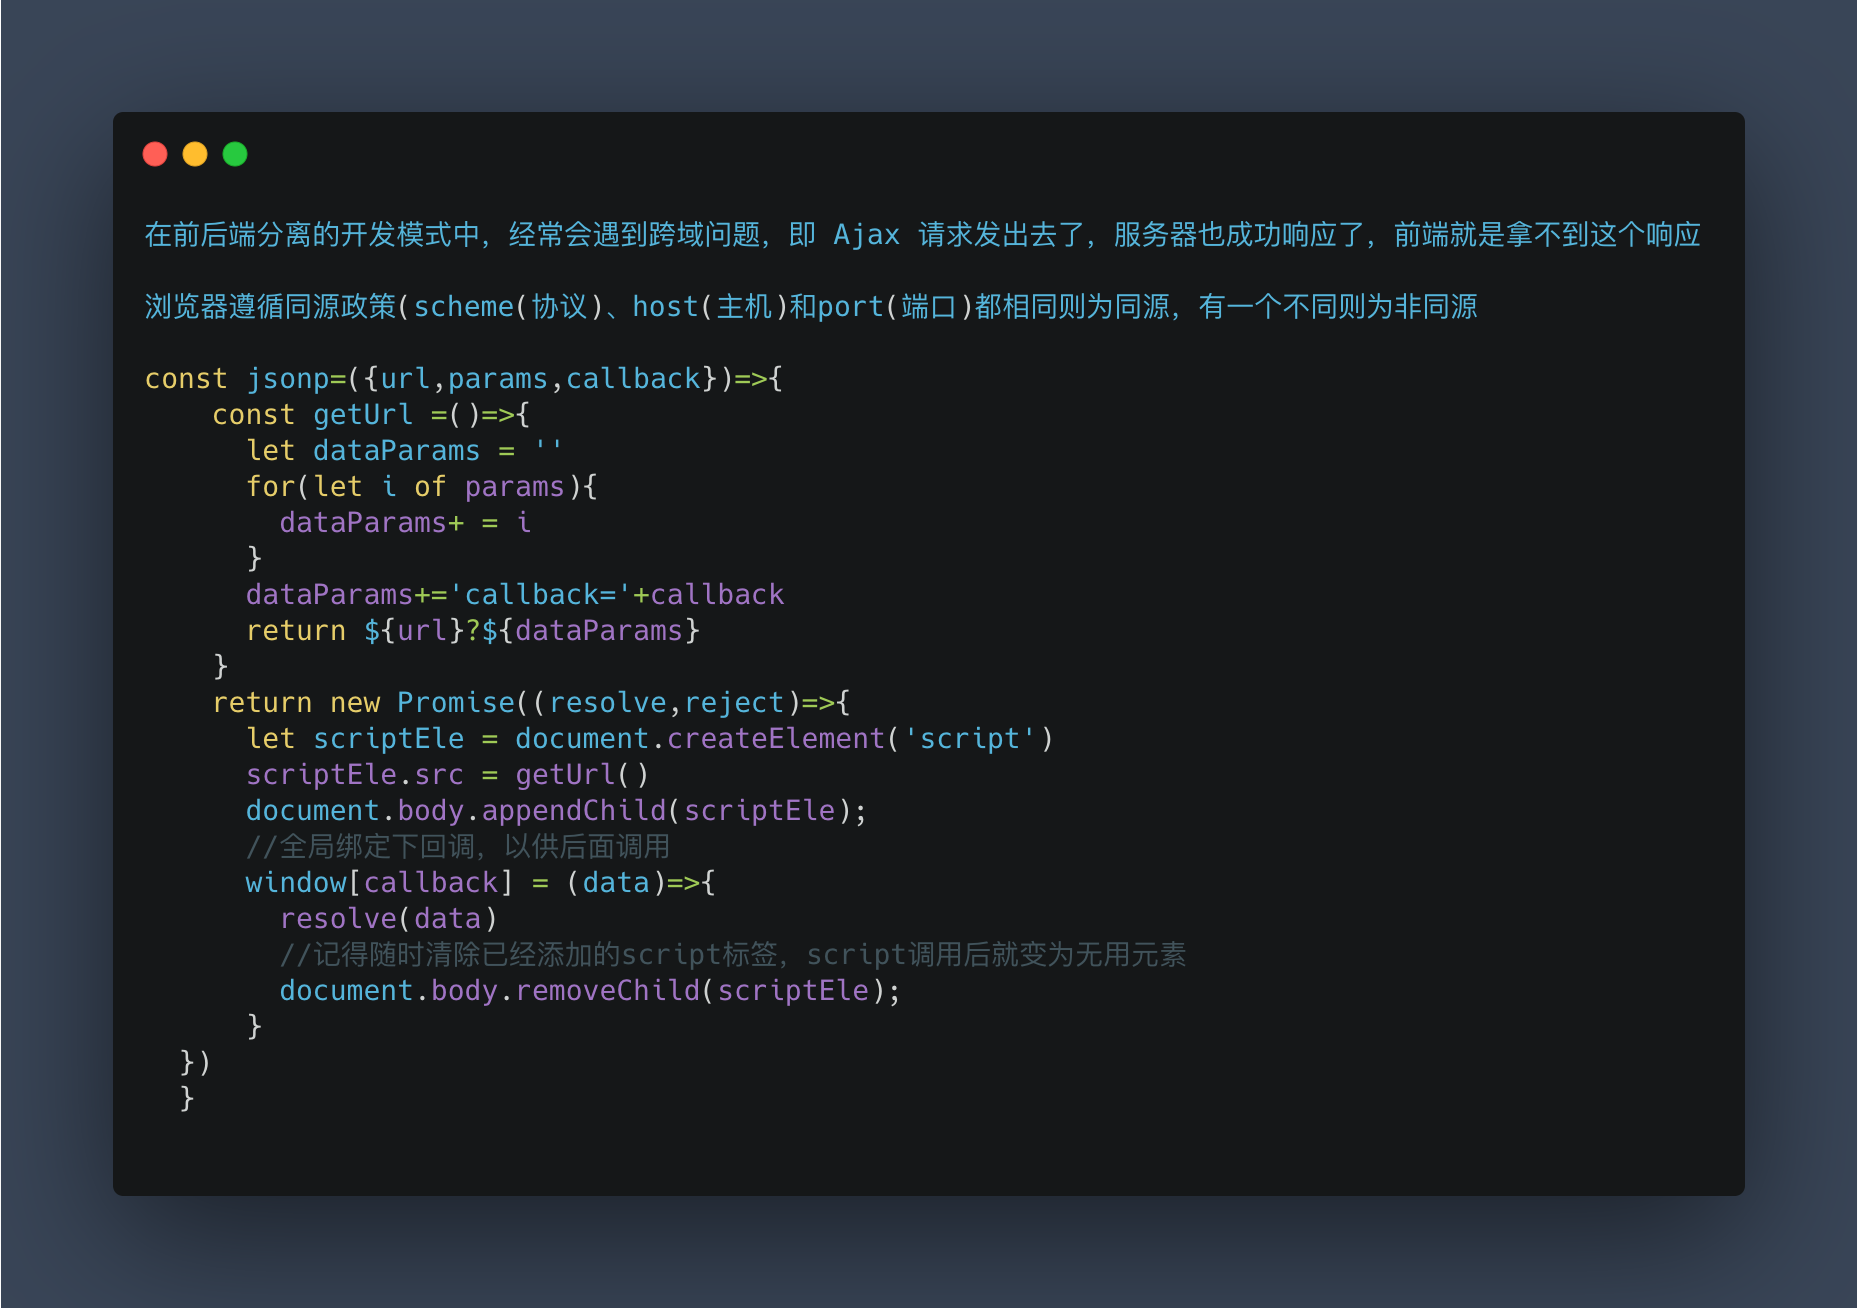 在前后端分离的开发模式中，经常会遇到跨域问题，即 Ajax 请求发出去了，服务器也成功响应了，前端就是拿不到这个响应
浏览器遵循同源政策(scheme(协议)、host(主机)和port(端口)都相同则为同源，有一个不同则为非同源
const jsonp=({url,params,callback})=>{
    const getUrl =()=>{
      let dataParams = ''
      for(let i of params){
        dataParams+ = i
      }
      dataParams+='callback='+callback
      return ${url}?${dataParams}
    }
    return new Promise((resolve,reject)=>{
      let scriptEle = document.createElement('script')
      scriptEle.src = getUrl()
      document.body.appendChild(scriptEle);
      //全局绑定下回调，以供后面调用
      window[callback] = (data)=>{
        resolve(data)
        //记得随时清除已经添加的script标签，script调用后就变为无用元素
        document.body.removeChild(scriptEle);
      }
  })
  }